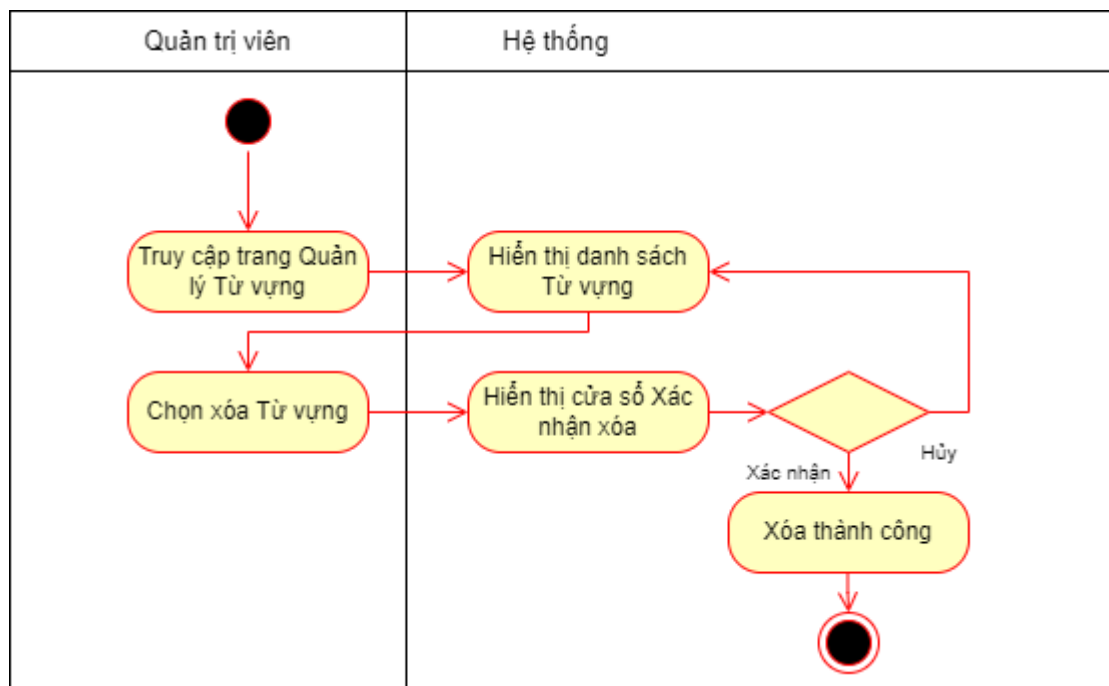 Quản trị viên
Hệ thống
Truy cập trang Quản
lý Từ vựng
Hiển thị danh sách
Từ vựng
Chọn xóa Từ vựng
Hiển thị cửa sổ Xác
nhận xóa
Hủy
Xác nhận
Xóa thành công